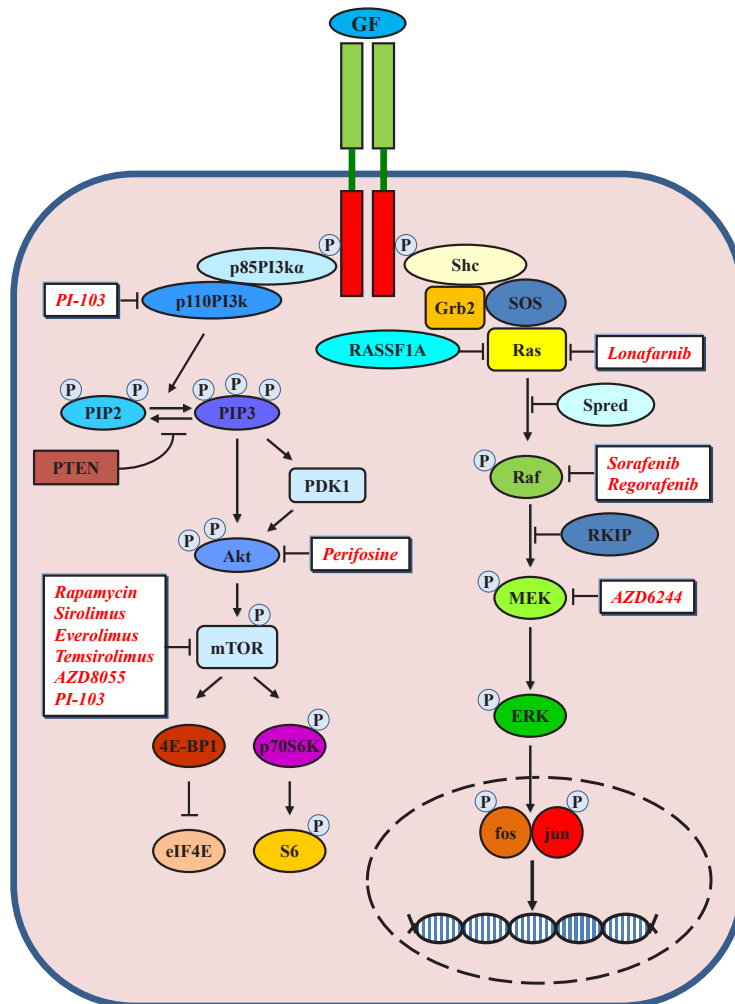 GF
P
P
p85PI3kα
Shc
PI-103
p110PI3k
Grb2
SOS
RASSF1A
Ras
Lonafarnib
P
P
P
P
P
PIP2
PIP3
Spred
PTEN
PDK1
P
Raf
Sorafenib
Regorafenib
P
P
Akt
Perifosine
RKIP
P
MEK
AZD6244
Rapamycin
Sirolimus
Everolimus
Temsirolimus
AZD8055
PI-103
P
mTOR
P
ERK
4E-BP1
P
p70S6K
eIF4E
P
S6
P
P
fos
jun